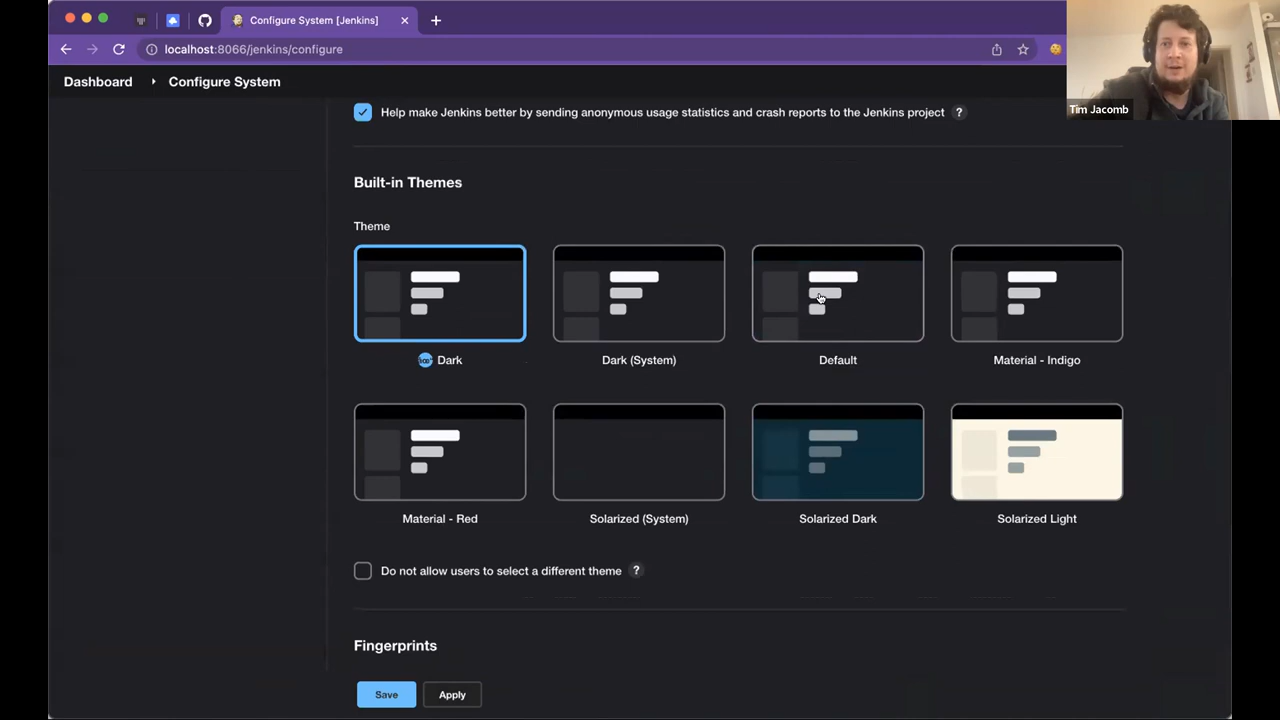 Configure System [Jenkins]
localhost:8066/jenkins/configure
Dashboard
Configure System
Tim Jacomb
Help make Jenkins better by sending anonymous usage statistics and crash reports to the Jenkins project ?
Built-in Themes
Theme
Dark
Dark (System)
Default
Material - Indigo
Material - Red
Solarized (System)
Solarized Dark
Solarized Light
Do not allow users to select a different theme ?
Fingerprints
Save
Apply